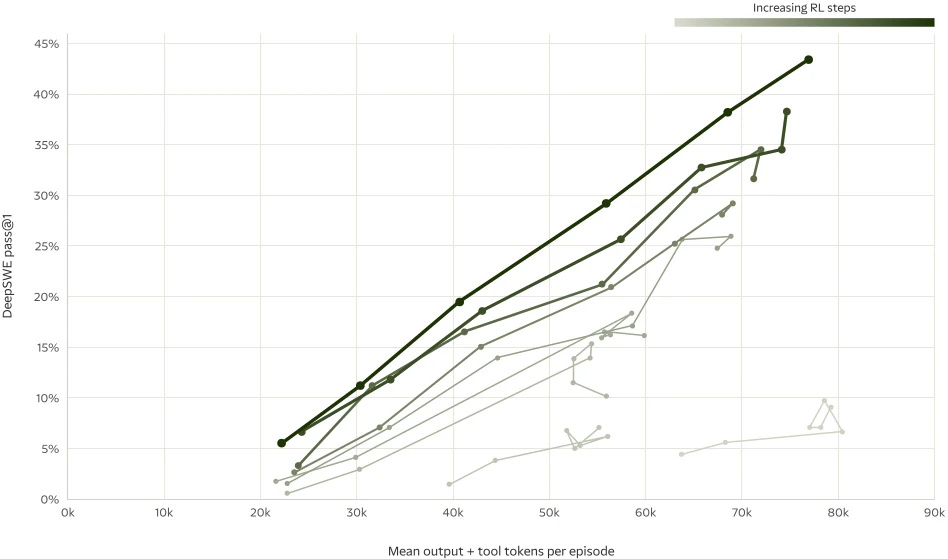 Increasing RL steps
45%
40%
35%
30%
25%
20%
15%
10%
5%
0%
DeepSWE pass@1
0k 10k 20k 30k 40k 50k 60k 70k 80k 90k
Mean output + tool tokens per episode